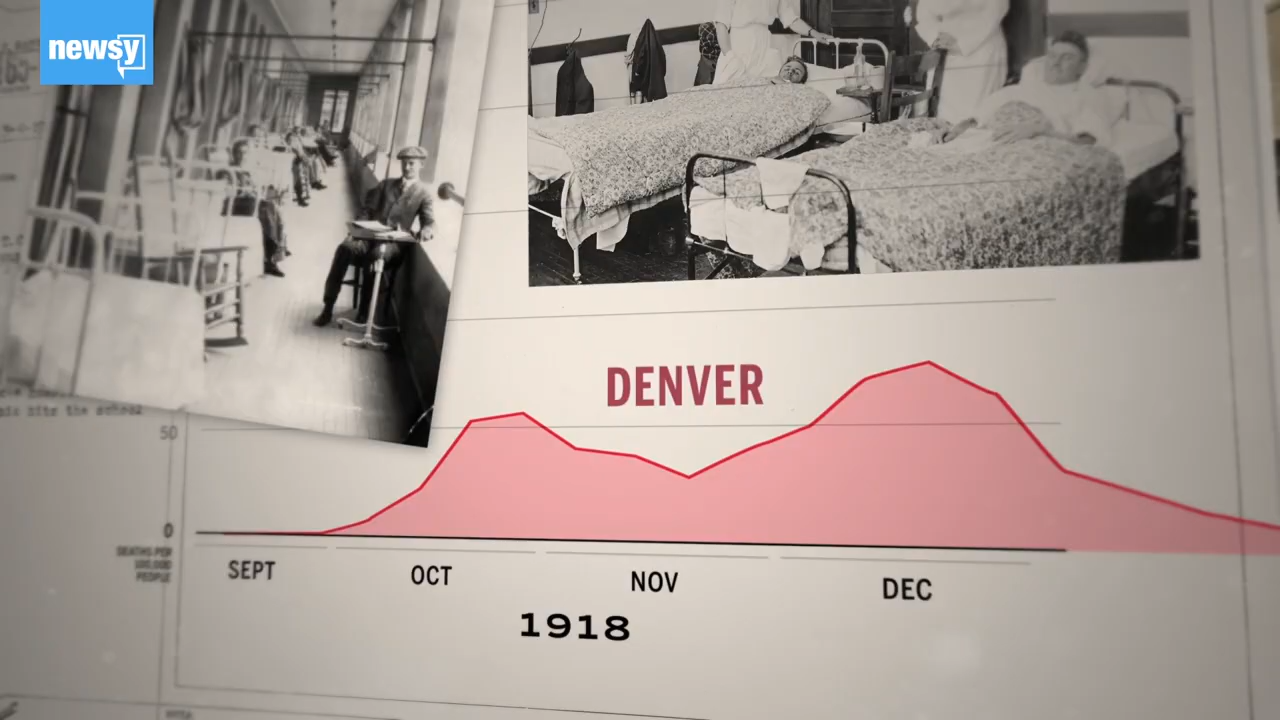 newsy
DENVER
50
0
DEATHS PER
100,000
PEOPLE
SEPT
OCT
NOV
DEC
1918